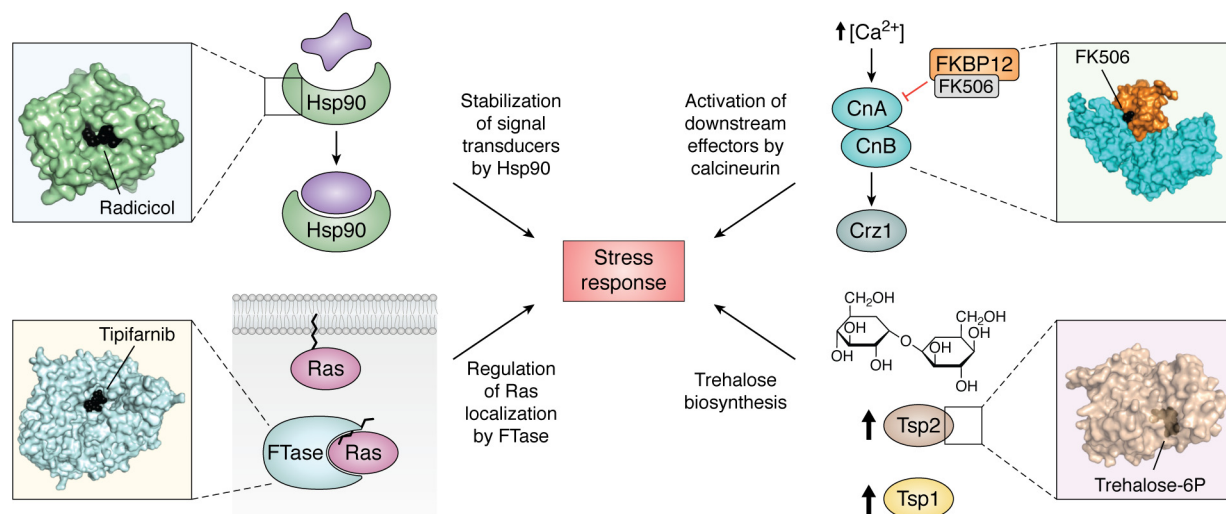 Radicicol
Hsp90
Hsp90
Stabilization
of signal
transducers
by Hsp90
Activation of
downstream
effectors by
calcineurin
[Ca²⁺]
FKBP12
FK506
CnA
CnB
Crz1
FK506
Stress
response
Tipifarnib
Ras
FTase
Ras
Regulation
of Ras
localization
by FTase
Trehalose
biosynthesis
CH₂OH
OH
OH
OH
O
OH
CH₂OH
OH
OH
OH
Tsp2
Tsp1
Trehalose-6P